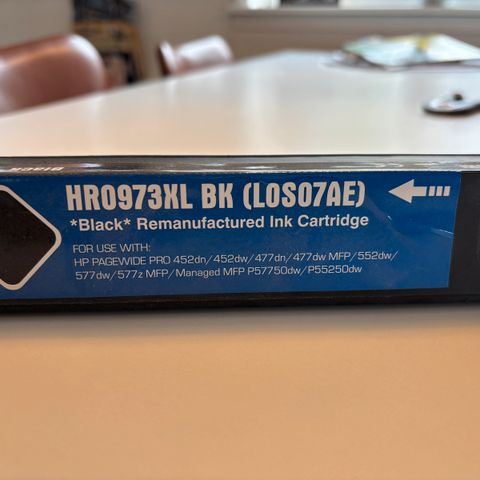 Black
HR0973XL BK (L0S07AE)
*Black* Remanufactured Ink Cartridge
FOR USE WITH:
HP PAGEWIDE PRO 452dn/452dw/477dn/477dw MFP/552dw/
577dw/577z MFP/Managed MFP P57750dw/P55250dw